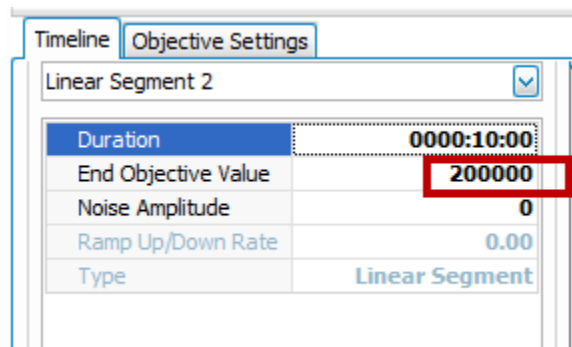 Timeline Objective Settings
Linear Segment 2
Duration 0000:10:00
End Objective Value 200000
Noise Amplitude 0
Ramp Up/Down Rate 0.00
Type Linear Segment